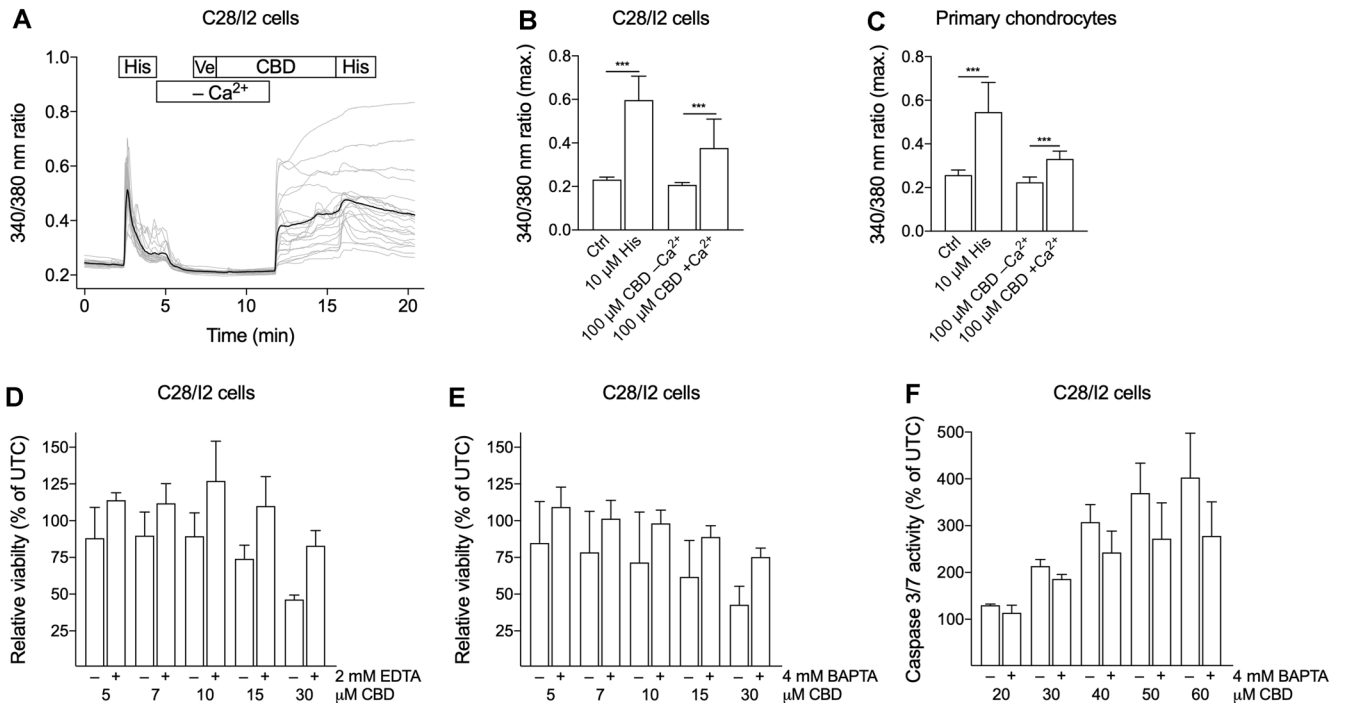 A
C28/I2 cells
His
Ve
CBD
His
– Ca²⁺
340/380 nm ratio
1.0
0.8
0.6
0.4
0.2
0
5
10
15
20
Time (min)
B
C28/I2 cells
340/380 nm ratio (max.)
0.8
0.6
0.4
0.2
0.0
***
***
Ctrl
10 μM His
100 μM CBD –Ca²⁺
100 μM CBD +Ca²⁺
C
Primary chondrocytes
340/380 nm ratio (max.)
0.8
0.6
0.4
0.2
0.0
***
***
Ctrl
10 μM His
100 μM CBD –Ca²⁺
100 μM CBD +Ca²⁺
D
C28/I2 cells
Relative viabilty (% of UTC)
150
125
100
75
50
25
– + – + – + – + – + 2 mM EDTA
5 7 10 15 30 μM CBD
E
C28/I2 cells
Relative viability (% of UTC)
150
125
100
75
50
25
– + – + – + – + – + 4 mM BAPTA
5 7 10 15 30 μM CBD
F
C28/I2 cells
Caspase 3/7 activity (% of UTC)
500
400
300
200
100
– + – + – + – + – + 4 mM BAPTA
20 30 40 50 60 μM CBD